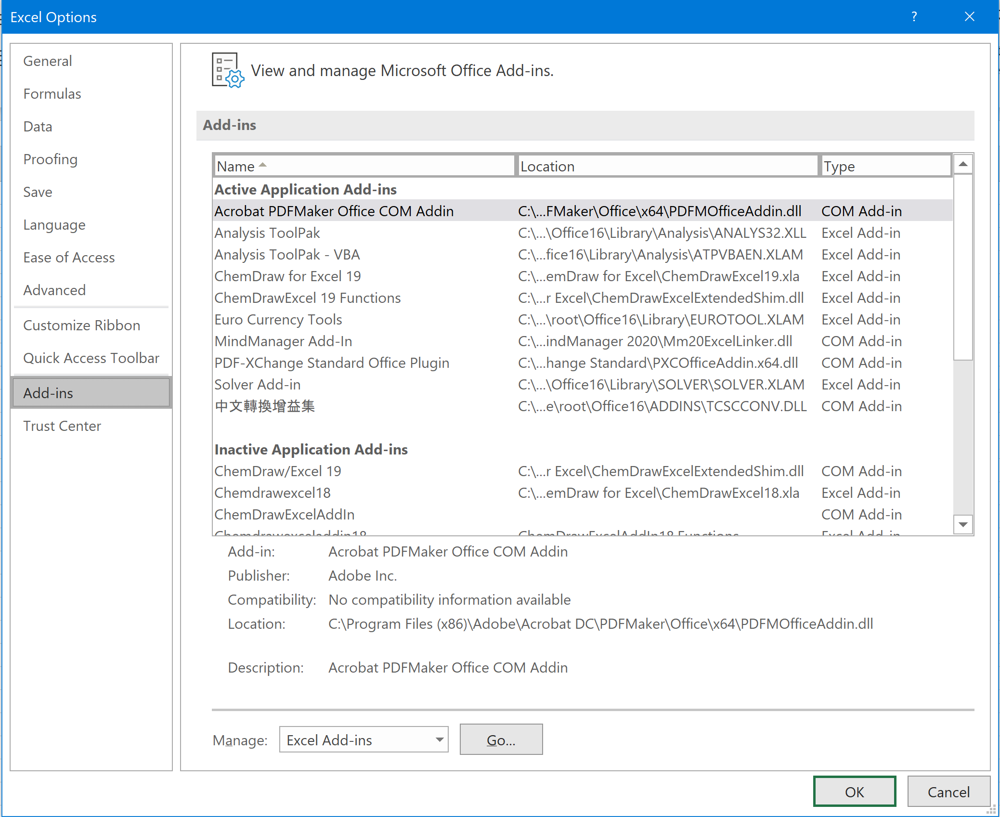 Excel Options
?
General
Formulas
Data
Proofing
Save
Language
Ease of Access
Advanced
Customize Ribbon
Quick Access Toolbar
Add-ins
Trust Center
View and manage Microsoft Office Add-ins.
Add-ins
Name Location Type
Active Application Add-ins
Acrobat PDFMaker Office COM Addin C:\...FMaker\Office\x64\PDFMOfficeAddin.dll COM Add-in
Analysis ToolPak C:\...\Office16\Library\Analysis\ANALYS32.XLL Excel Add-in
Analysis ToolPak - VBA C:\...fice16\Library\Analysis\ATPVBAEN.XLAM Excel Add-in
ChemDraw for Excel 19 C:\...emDraw for Excel\ChemDrawExcel19.xla Excel Add-in
ChemDrawExcel 19 Functions C:\...r Excel\ChemDrawExcelExtendedShim.dll Excel Add-in
Euro Currency Tools C:\...\root\Office16\Library\EUROTOOL.XLAM Excel Add-in
MindManager Add-In C:\...indManager 2020\Mm20ExcelLinker.dll COM Add-in
PDF-XChange Standard Office Plugin C:\...hange Standard\PXCOfficeAddin.x64.dll COM Add-in
Solver Add-in C:\...\Office16\Library\SOLVER\SOLVER.XLAM Excel Add-in
中文轉換增益集 C:\...e\root\Office16\ADDINS\TCSCCONV.DLL COM Add-in
Inactive Application Add-ins
ChemDraw/Excel 19 C:\...r Excel\ChemDrawExcelExtendedShim.dll COM Add-in
Chemdrawexcel18 C:\...emDraw for Excel\ChemDrawExcel18.xla Excel Add-in
ChemDrawExcelAddIn COM Add-in
Chemdrawexceladdin18 ChemDrawExcelAddIn18 Functions Excel Add-in
Add-in: Acrobat PDFMaker Office COM Addin
Publisher: Adobe Inc.
Compatibility: No compatibility information available
Location: C:\Program Files (x86)\Adobe\Acrobat DC\PDFMaker\Office\x64\PDFMOfficeAddin.dll
Description: Acrobat PDFMaker Office COM Addin
Manage: Excel Add-ins Go...
OK Cancel